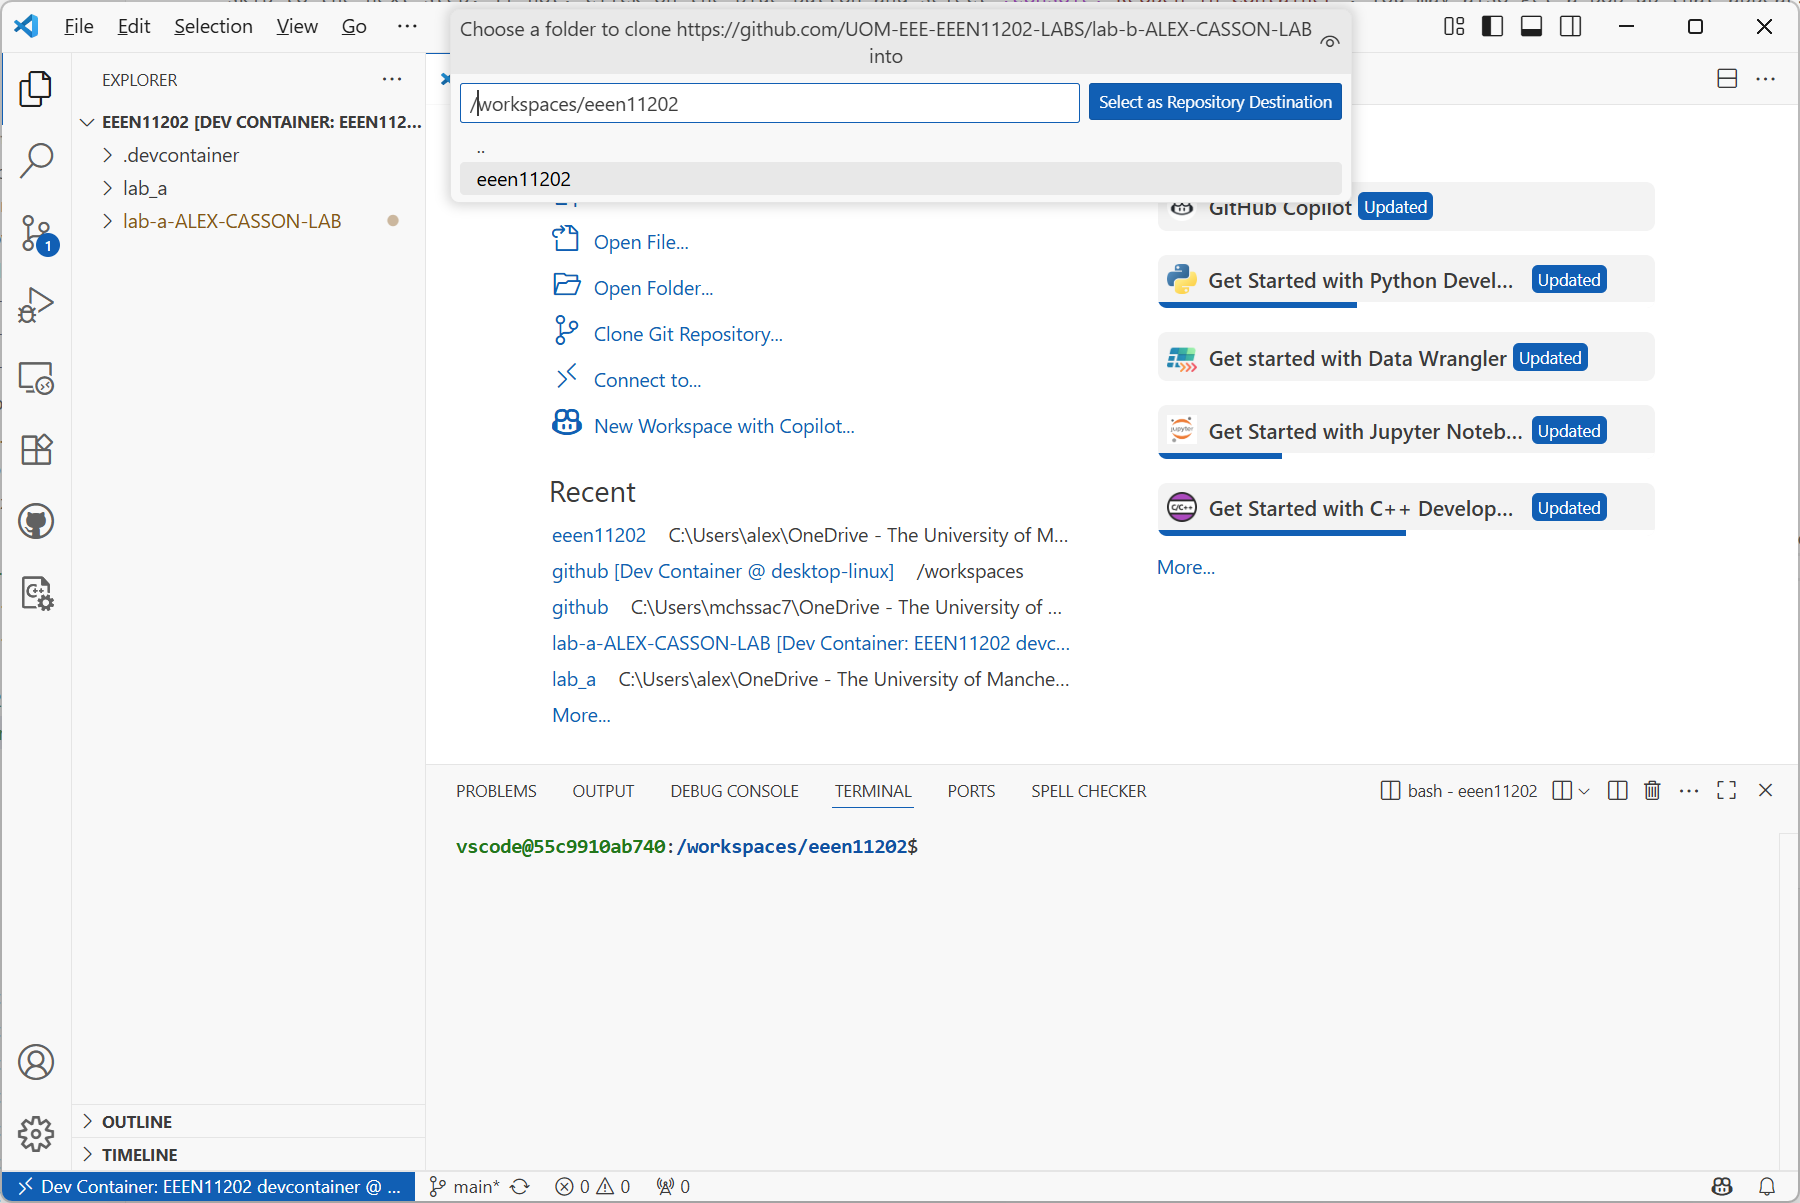 File Edit Selection View Go ···
Choose a folder to clone https://github.com/UOM-EEE-EEEN11202-LABS/lab-b-ALEX-CASSON-LAB
into
/workspaces/eeen11202
Select as Repository Destination
..
eeen11202
EXPLORER
EEEN11202 [DEV CONTAINER: EEEN112...
.devcontainer
lab_a
lab-a-ALEX-CASSON-LAB
1
Open File...
Open Folder...
Clone Git Repository...
Connect to...
New Workspace with Copilot...
Recent
eeen11202 C:\Users\alex\OneDrive - The University of M...
github [Dev Container @ desktop-linux] /workspaces
github C:\Users\mchssac7\OneDrive - The University of ...
lab-a-ALEX-CASSON-LAB [Dev Container: EEEN11202 devc...
lab_a C:\Users\alex\OneDrive - The University of Manche...
More...
GitHub Copilot Updated
Get Started with Python Devel... Updated
Get started with Data Wrangler Updated
jupyter
Get Started with Jupyter Noteb... Updated
C/C++
Get Started with C++ Develop... Updated
More...
PROBLEMS OUTPUT DEBUG CONSOLE TERMINAL PORTS SPELL CHECKER
bash - eeen11202
vscode@55c9910ab740:/workspaces/eeen11202$
OUTLINE
TIMELINE
Dev Container: EEEN11202 devcontainer @ ...
main* 0 0 0